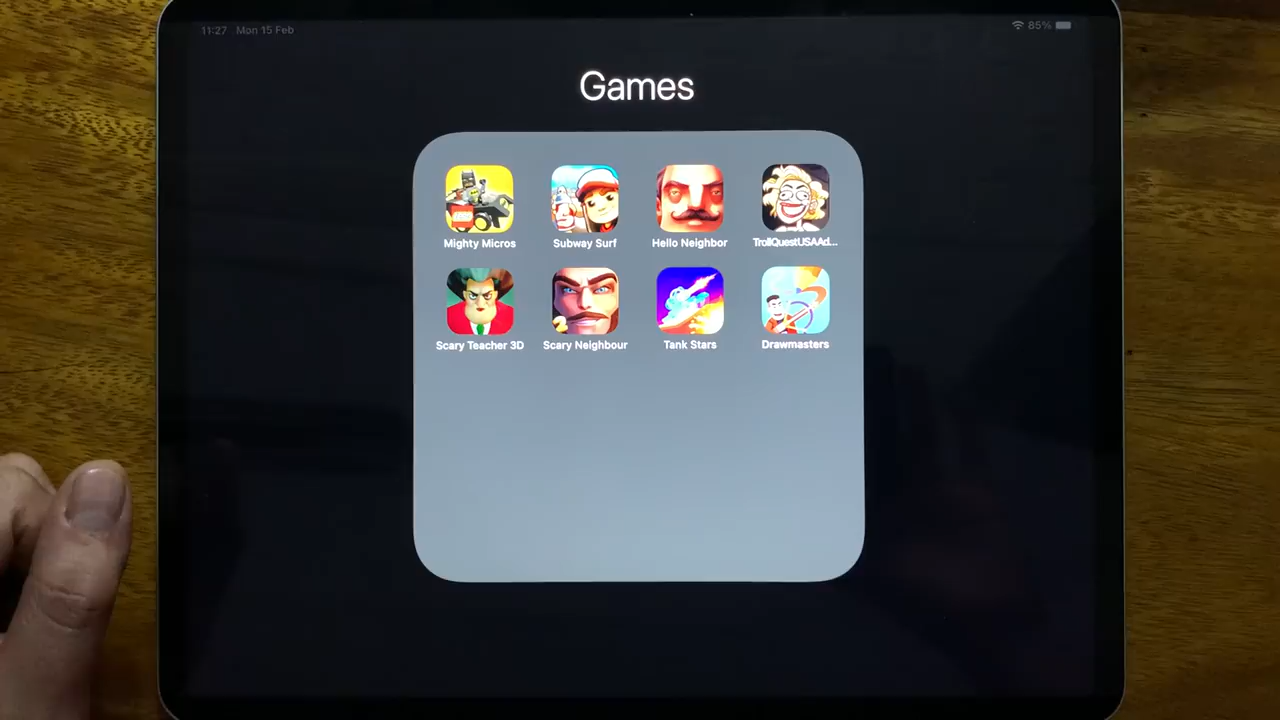 11:27 Mon 15 Feb
85%
Games
LEGO
Mighty Micros
Subway Surf
Hello Neighbor
TrollQuestUSAAd...
Scary Teacher 3D
Scary Neighbour
Tank Stars
Drawmasters